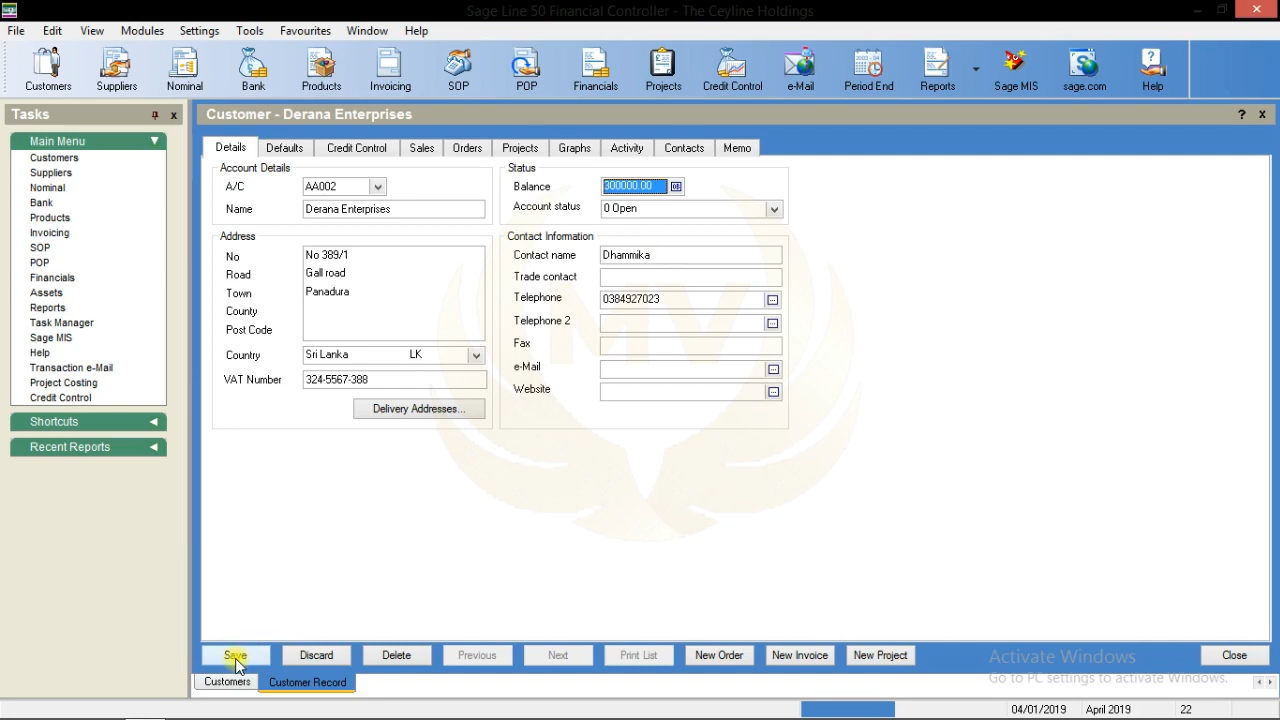 Sage Line 50 Financial Controller - The Ceyline Holdings
File Edit View Modules Settings Tools Favourites Window Help
Customers Suppliers Nominal Bank Products Invoicing SOP POP Financials Projects Credit Control e-Mail Period End Reports Sage MIS sage.com Help
Tasks
Main Menu
Customers
Suppliers
Nominal
Bank
Products
Invoicing
SOP
POP
Financials
Assets
Reports
Task Manager
Sage MIS
Help
Transaction e-Mail
Project Costing
Credit Control
Shortcuts
Recent Reports
Customer - Derana Enterprises
Details Defaults Credit Control Sales Orders Projects Graphs Activity Contacts Memo
Account Details
A/C AA002
Name Derana Enterprises
Status
Balance 300000.00
Account status 0 Open
Address
No No 389/1
Road Gall road
Town Panadura
County
Post Code
Country Sri Lanka LK
VAT Number 324-5567-388
Delivery Addresses...
Contact Information
Contact name Dhammika
Trade contact
Telephone 0384927023
Telephone 2
Fax
e-Mail
Website
MV
Save Discard Delete Previous Next Print List New Order New Invoice New Project Close
Activate Windows
Go to PC settings to activate Windows.
Customers Customer Record
04/01/2019 April 2019 22